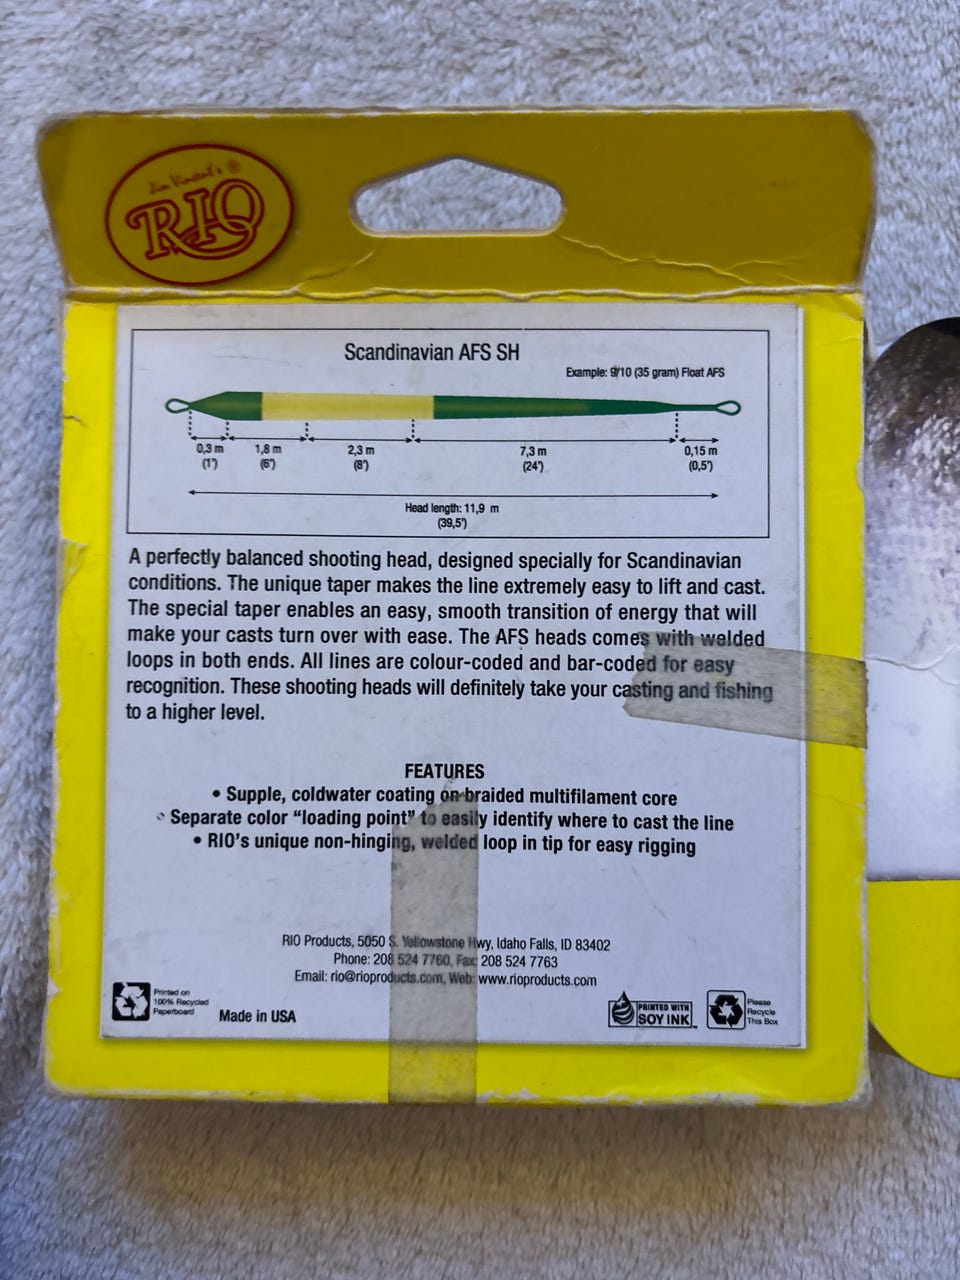 Jim Vincent's ®
RIO
Scandinavian AFS SH
Example: 9/10 (35 gram) Float AFS
0,3 m 1,8 m 2,3 m 7,3 m 0,15 m
(1') (6') (8') (24') (0,5')
Head length: 11,9 m
(39,5')
A perfectly balanced shooting head, designed specially for Scandinavian
conditions. The unique taper makes the line extremely easy to lift and cast.
The special taper enables an easy, smooth transition of energy that will
make your casts turn over with ease. The AFS heads comes with welded
loops in both ends. All lines are colour-coded and bar-coded for easy
recognition. These shooting heads will definitely take your casting and fishing
to a higher level.
FEATURES
• Supple, coldwater coating on braided multifilament core
• Separate color “loading point” to easily identify where to cast the line
• RIO’s unique non-hinging, welded loop in tip for easy rigging
RIO Products, 5050 S. Yellowstone Hwy, Idaho Falls, ID 83402
Phone: 208 524 7760, Fax: 208 524 7763
Email: rio@rioproducts.com, Web: www.rioproducts.com
Printed on
100% Recycled
Paperboard
Made in USA
PRINTED WITH
SOY INK
Please
Recycle
This Box